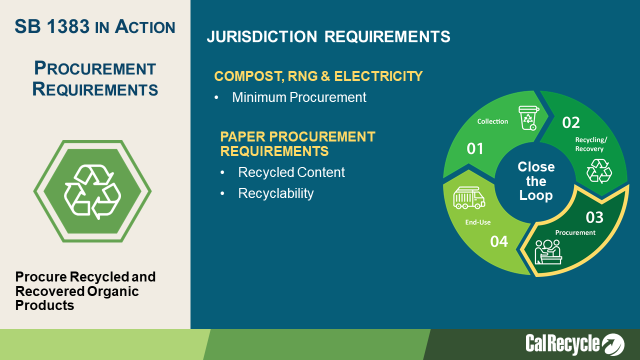 SB 1383 IN ACTION
PROCUREMENT
REQUIREMENTS
Procure Recycled and
Recovered Organic
Products
JURISDICTION REQUIREMENTS
COMPOST, RNG & ELECTRICITY
• Minimum Procurement
PAPER PROCUREMENT
REQUIREMENTS
• Recycled Content
• Recyclability
Collection
01
02
Recycling/
Recovery
03
Procurement
End-Use
04
Close
the
Loop
CalRecycle